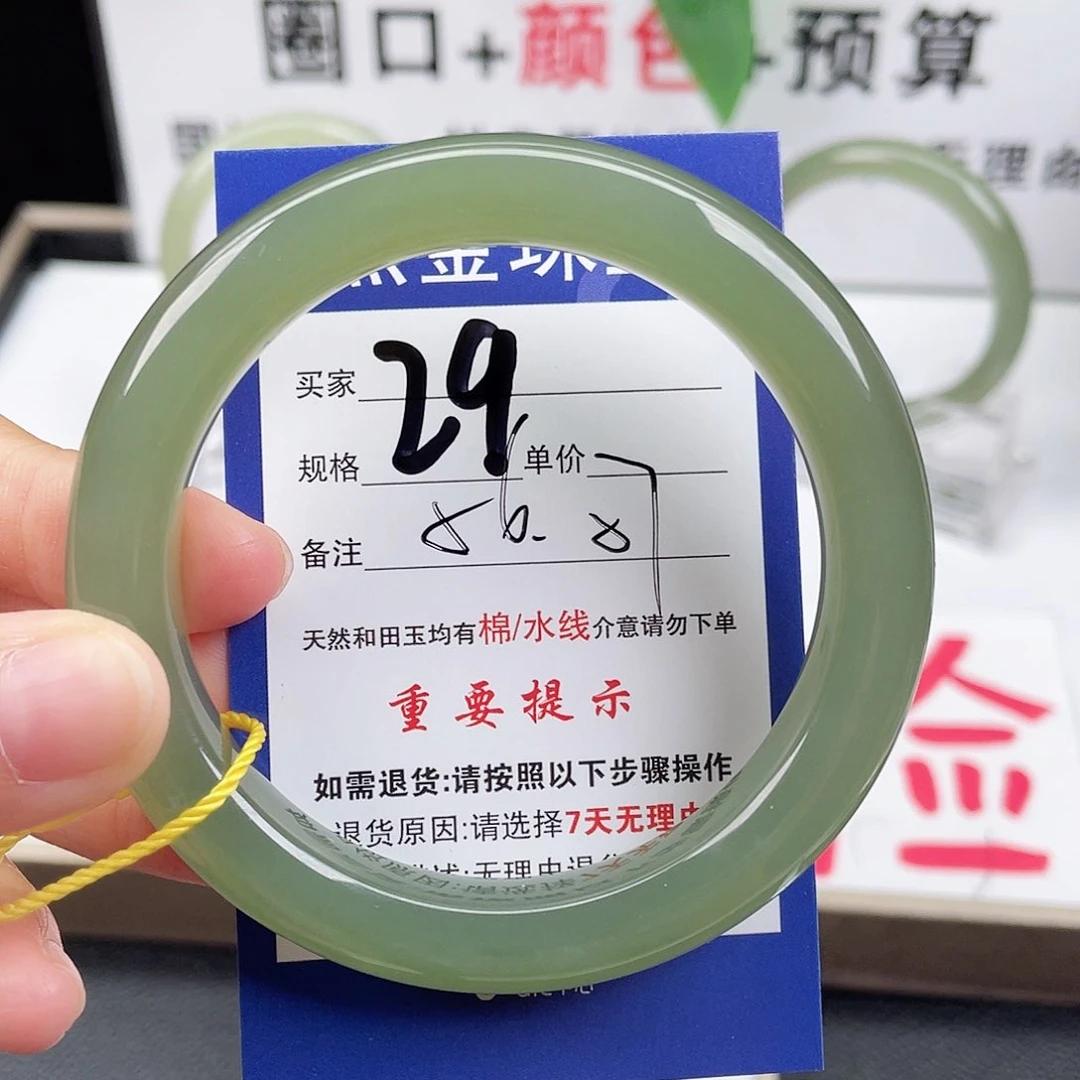 圈口+颜色+预算
金珠
买家 29
规格 单价
备注 56.8
天然和田玉均有棉/水线介意请勿下单
重要提示
如需退货:请按照以下步骤操作
退货原因:请选择7天无理由